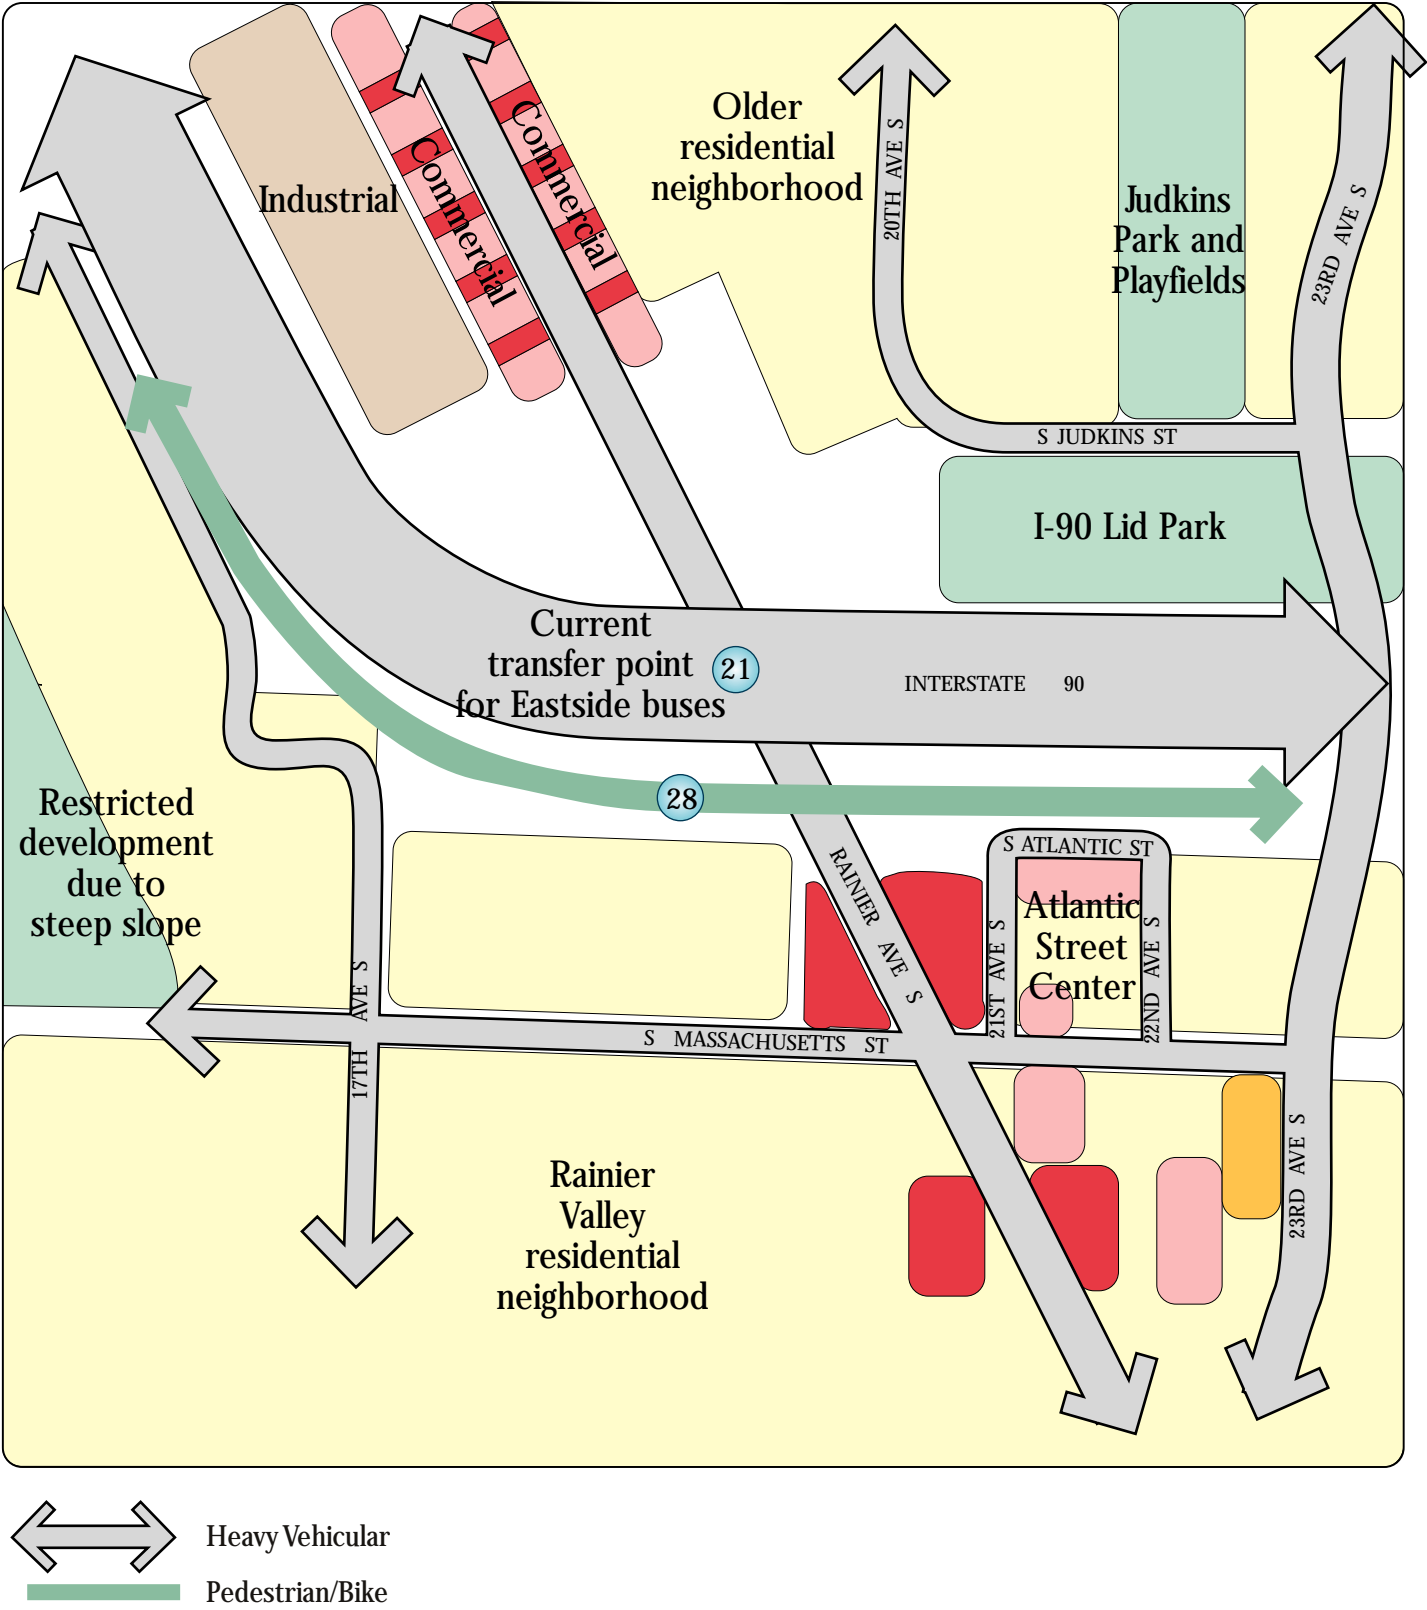 Older
residential
neighborhood
Industrial
Commercial
Commercial
20TH AVE S
Judkins
Park and
Playfields
23RD AVE S
S JUDKINS ST
I-90 Lid Park
Current
transfer point
for Eastside buses
21
INTERSTATE 90
28
Restricted
development
due to
steep slope
RAINIER AVE S
S ATLANTIC ST
Atlantic
Street
Center
21ST AVE S
22ND AVE S
17TH AVE S
S MASSACHUSETTS ST
23RD AVE S
Rainier
Valley
residential
neighborhood
Heavy Vehicular
Pedestrian/Bike